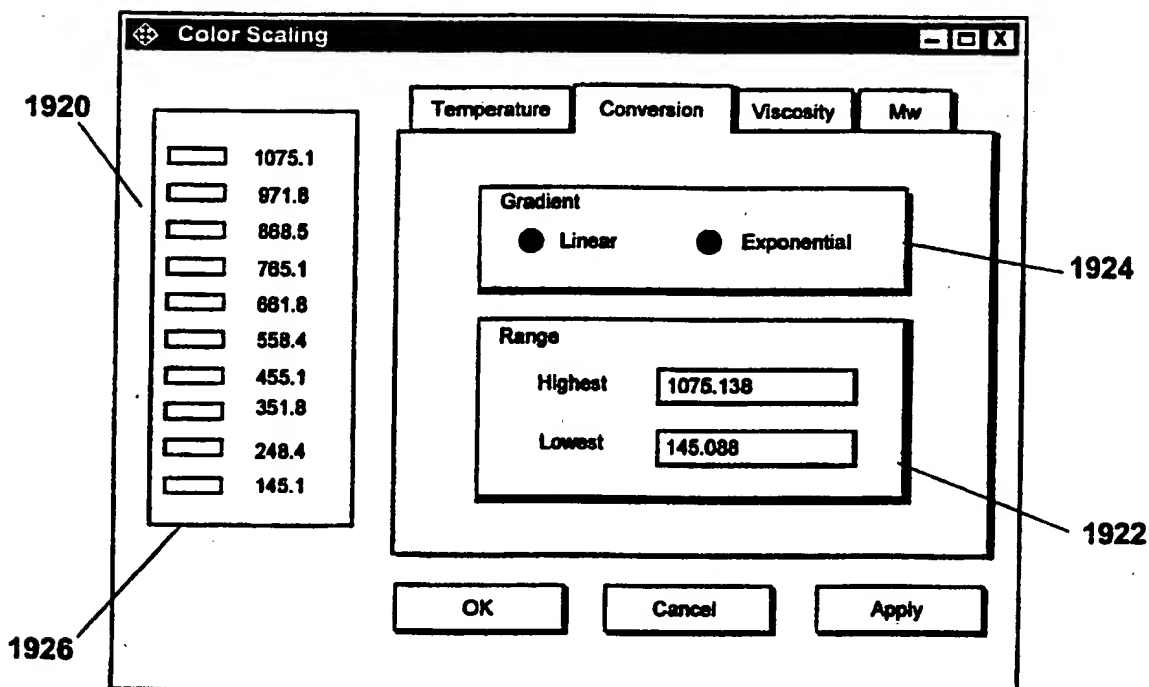 Color Scaling
1920
Temperature Conversion Viscosity Mw
1075.1
971.8
868.5
765.1
661.8
558.4
455.1
351.8
248.4
145.1
Gradient
Linear Exponential
1924
Range
Highest 1075.138
Lowest 145.088
1922
OK Cancel Apply
1926